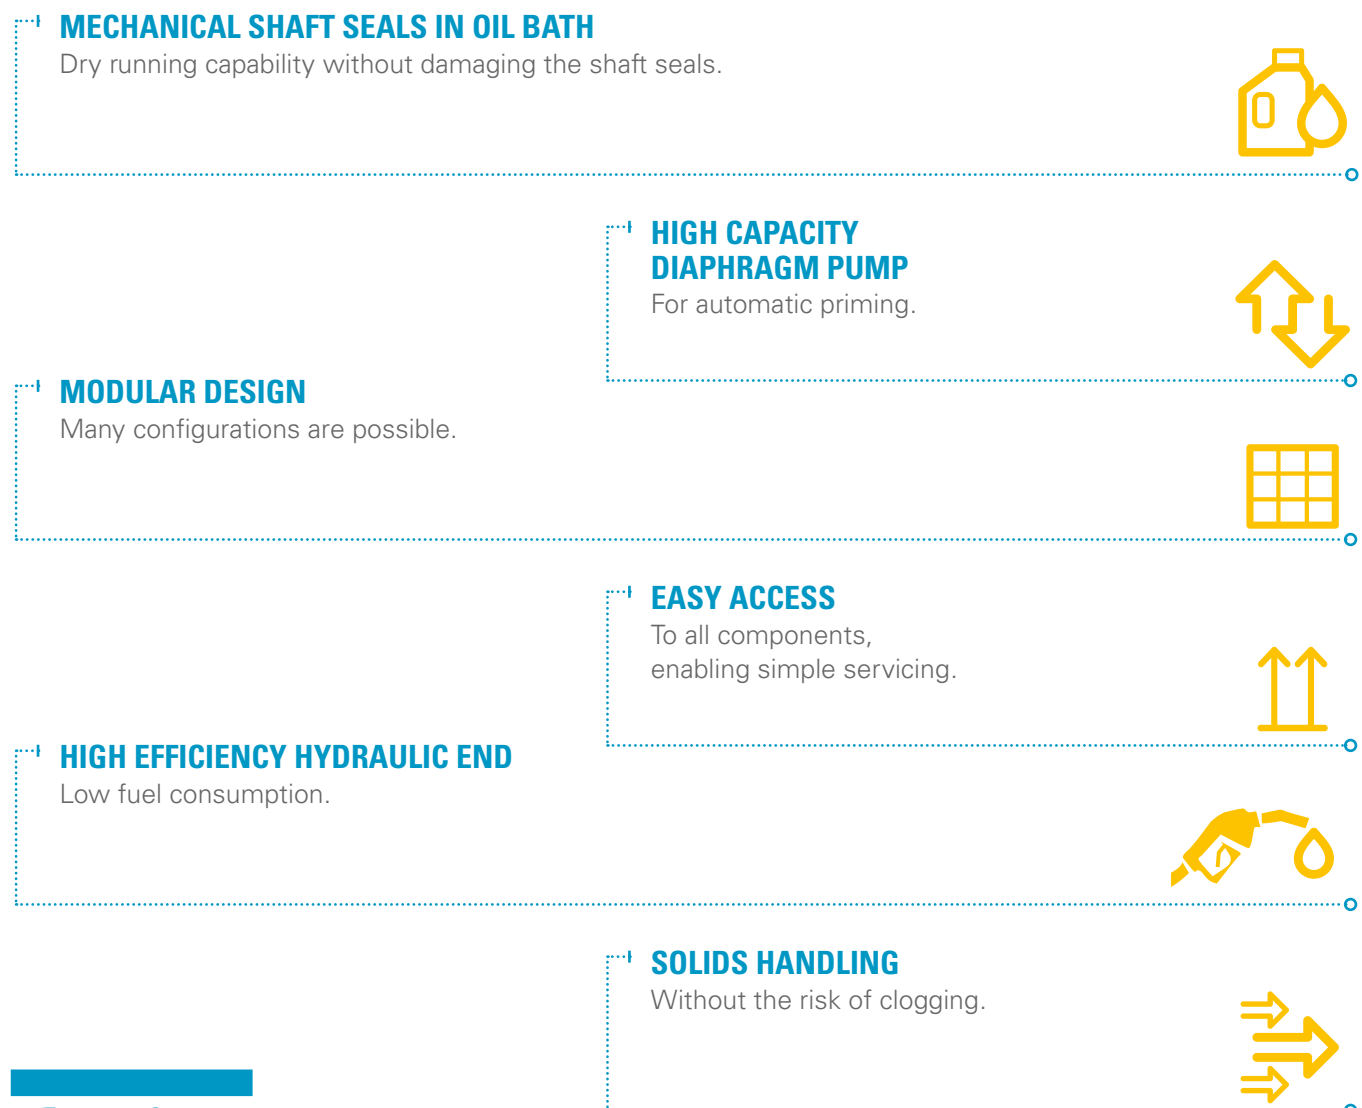 MECHANICAL SHAFT SEALS IN OIL BATH
Dry running capability without damaging the shaft seals.
HIGH CAPACITY
DIAPHRAGM PUMP
For automatic priming.
MODULAR DESIGN
Many configurations are possible.
EASY ACCESS
To all components,
enabling simple servicing.
HIGH EFFICIENCY HYDRAULIC END
Low fuel consumption.
SOLIDS HANDLING
Without the risk of clogging.